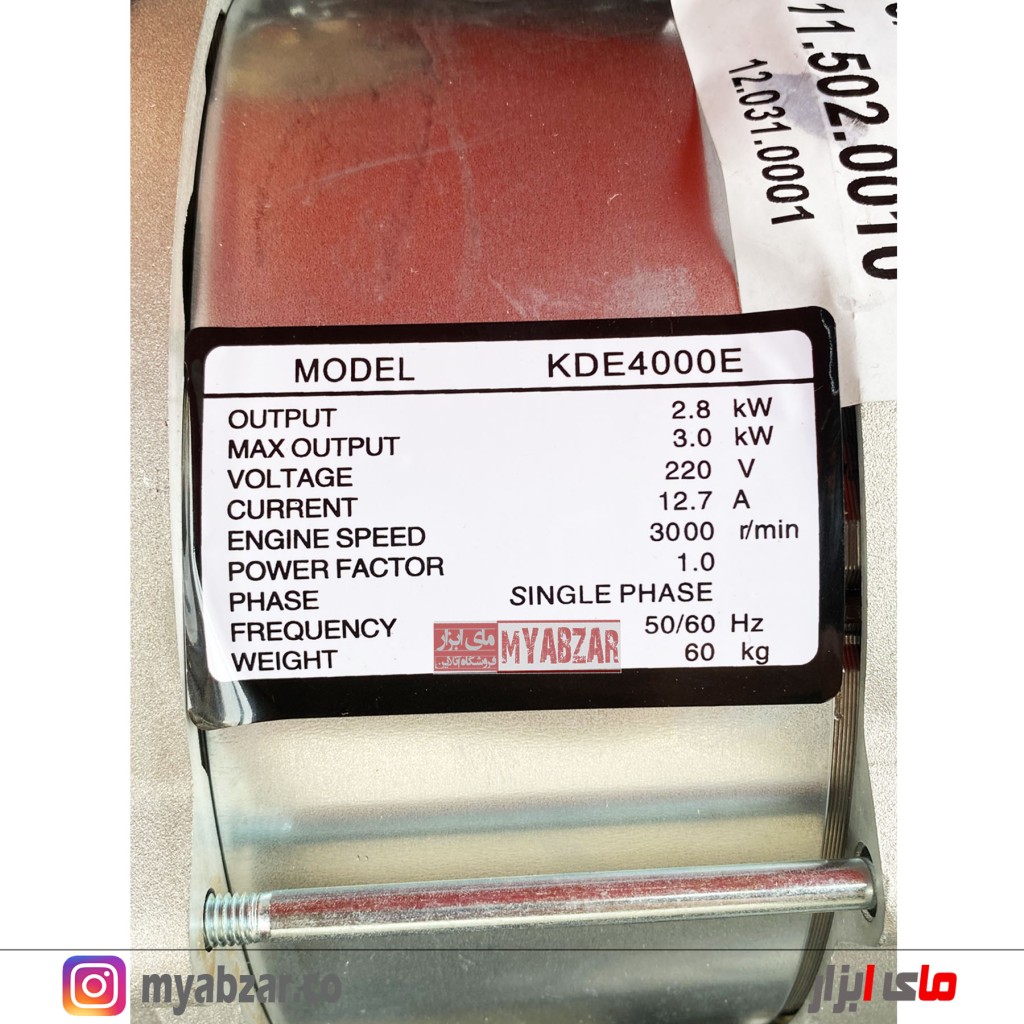 11.502.0010
12.031.0001
MODEL KDE4000E
OUTPUT 2.8 kW
MAX OUTPUT 3.0 kW
VOLTAGE 220 V
CURRENT 12.7 A
ENGINE SPEED 3000 r/min
POWER FACTOR 1.0
PHASE SINGLE PHASE
FREQUENCY 50/60 Hz
WEIGHT 60 kg
مای ابزار MYABZAR
فروشگاه آنلاین
myabzar.co مای ابزار